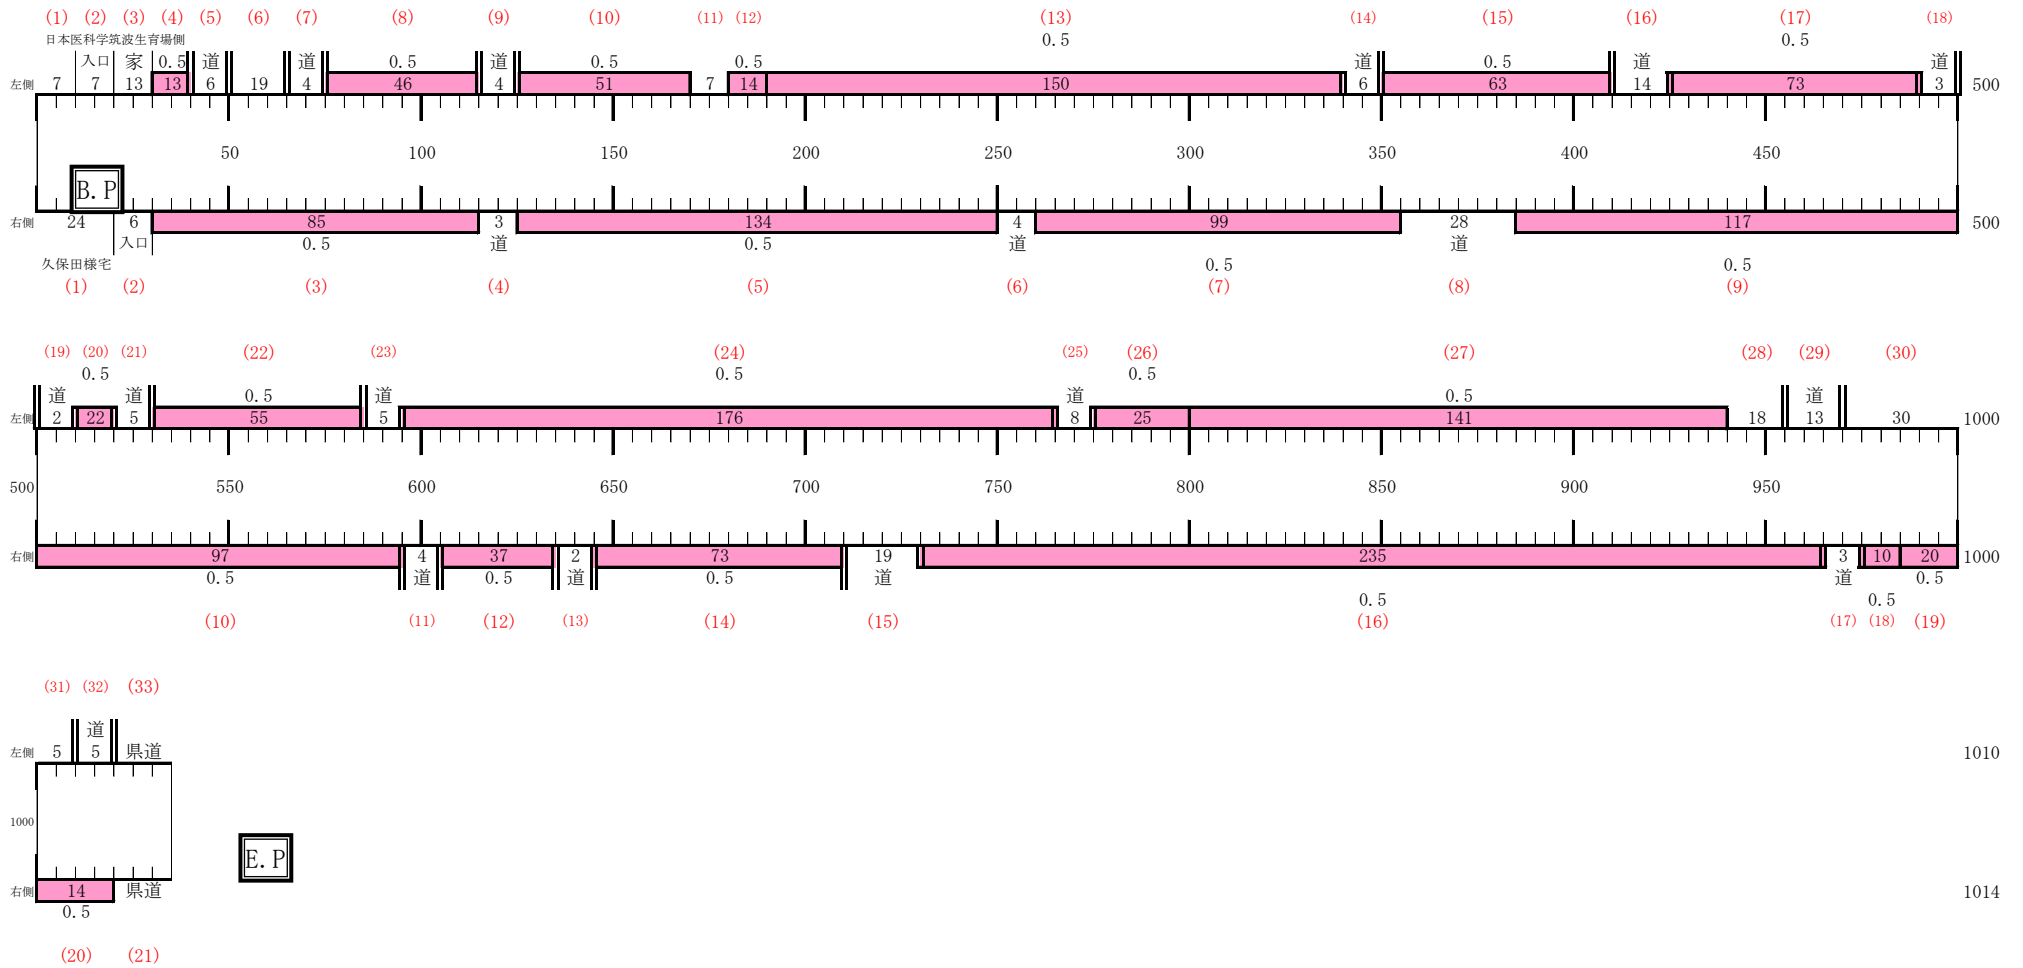 (1) (2) (3) (4) (5) (6) (7) (8) (9) (10) (11) (12) (13) (14) (15) (16) (17) (18)
日本医科学筑波生育場側 0.5 0.5
入口 家 0.5 道 道 0.5 道 0.5 0.5 道 0.5 道 道
左側 7 7 13 13 6 19 4 46 4 51 7 14 150 6 63 14 73 3 500
50 100 150 200 250 300 350 400 450
B.P
右側 24 6 85 3 134 4 99 28 117 500
入口 0.5 道 0.5 道 道
久保田様宅 0.5 0.5
(1) (2) (3) (4) (5) (6) (7) (8) (9)
(19) (20) (21) (22) (23) (24) (25) (26) (27) (28) (29) (30)
0.5 0.5 0.5
道 道 0.5 道 道 0.5 道
左側 2 22 5 55 5 176 8 25 141 18 13 30 1000
500 550 600 650 700 750 800 850 900 950
右側 97 4 37 2 73 19 235 3 10 20 1000
0.5 道 0.5 道 0.5 道 道 0.5
0.5 0.5
(10) (11) (12) (13) (14) (15) (16) (17) (18) (19)
(31) (32) (33)
道
左側 5 5 県道 1010
1000
E.P
右側 14 県道 1014
0.5
(20) (21)